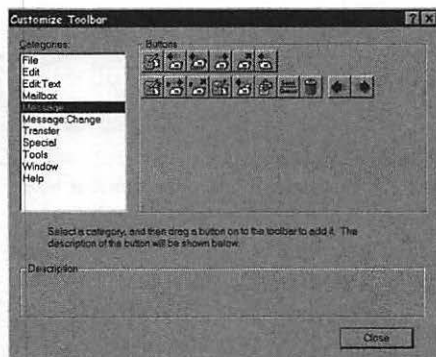 Customize Toolbar
Categories:
Buttons
File
Edit
Edit:Text
Mailbox
Message
Message:Change
Transfer
Special
Tools
Window
Help
Select a category, and then drag a button on to the toolbar to add it. The
description of the button will be shown below.
Description
Close